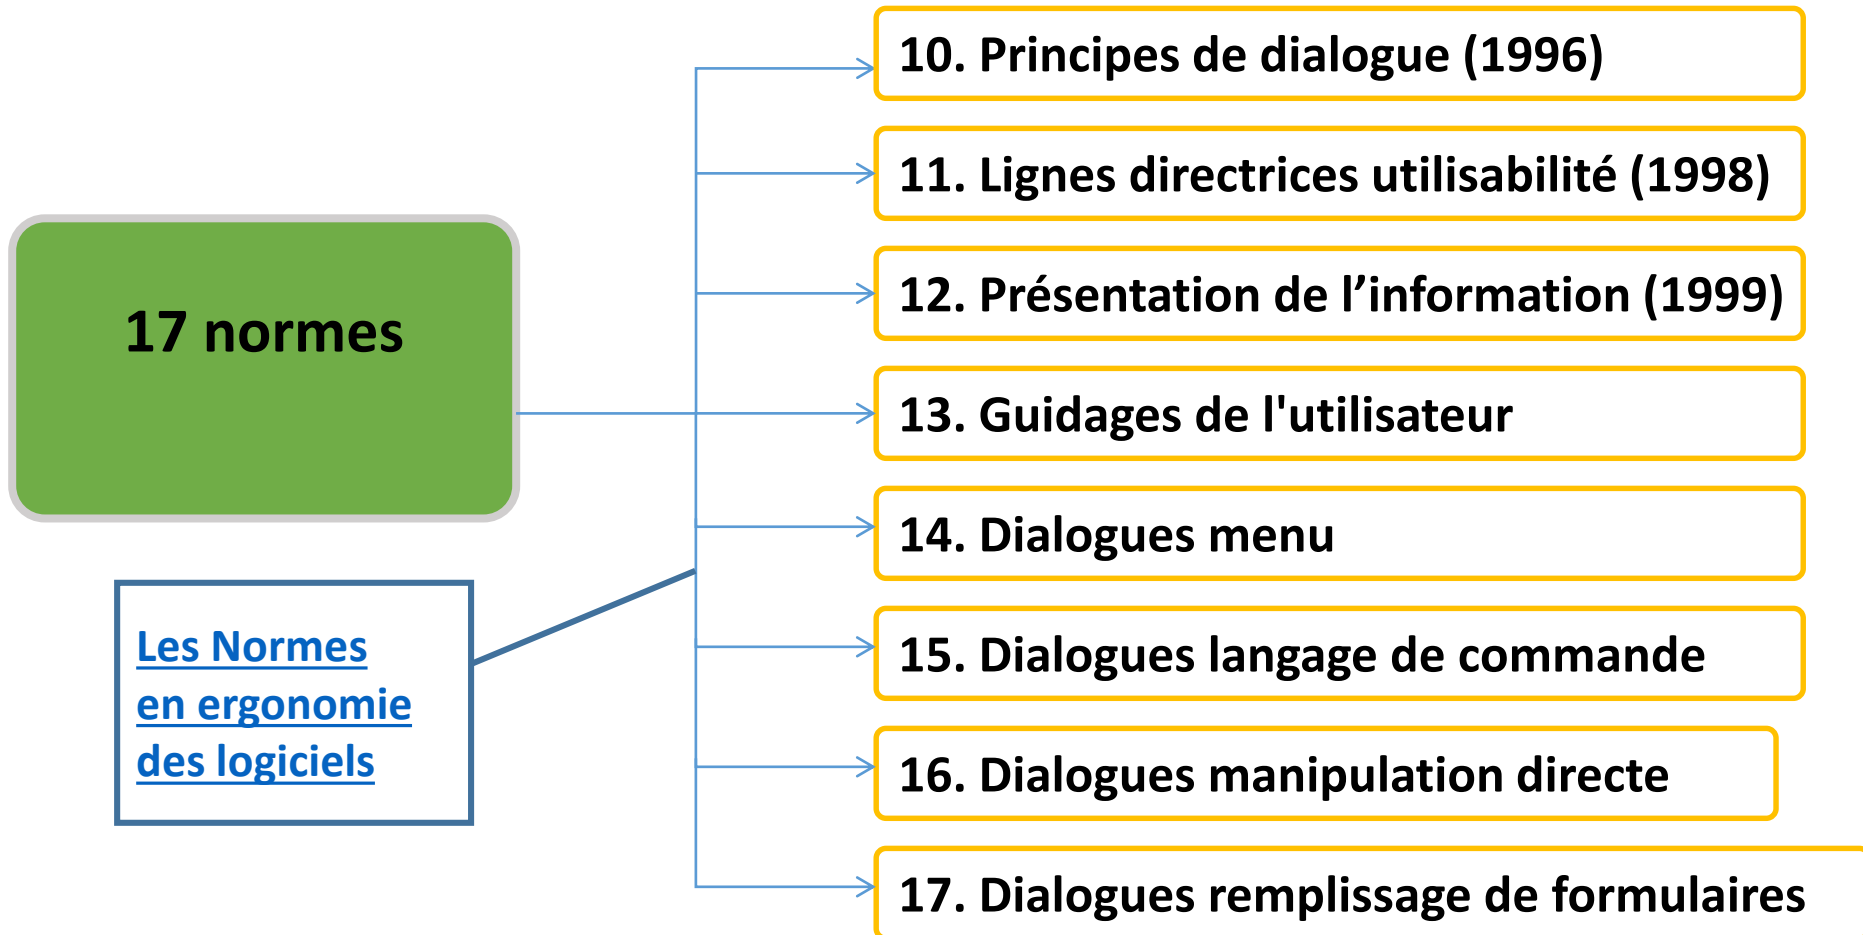 17 normes
Les Normes
en ergonomie
des logiciels
10. Principes de dialogue (1996)
11. Lignes directrices utilisabilité (1998)
12. Présentation de l’information (1999)
13. Guidages de l'utilisateur
14. Dialogues menu
15. Dialogues langage de commande
16. Dialogues manipulation directe
17. Dialogues remplissage de formulaires